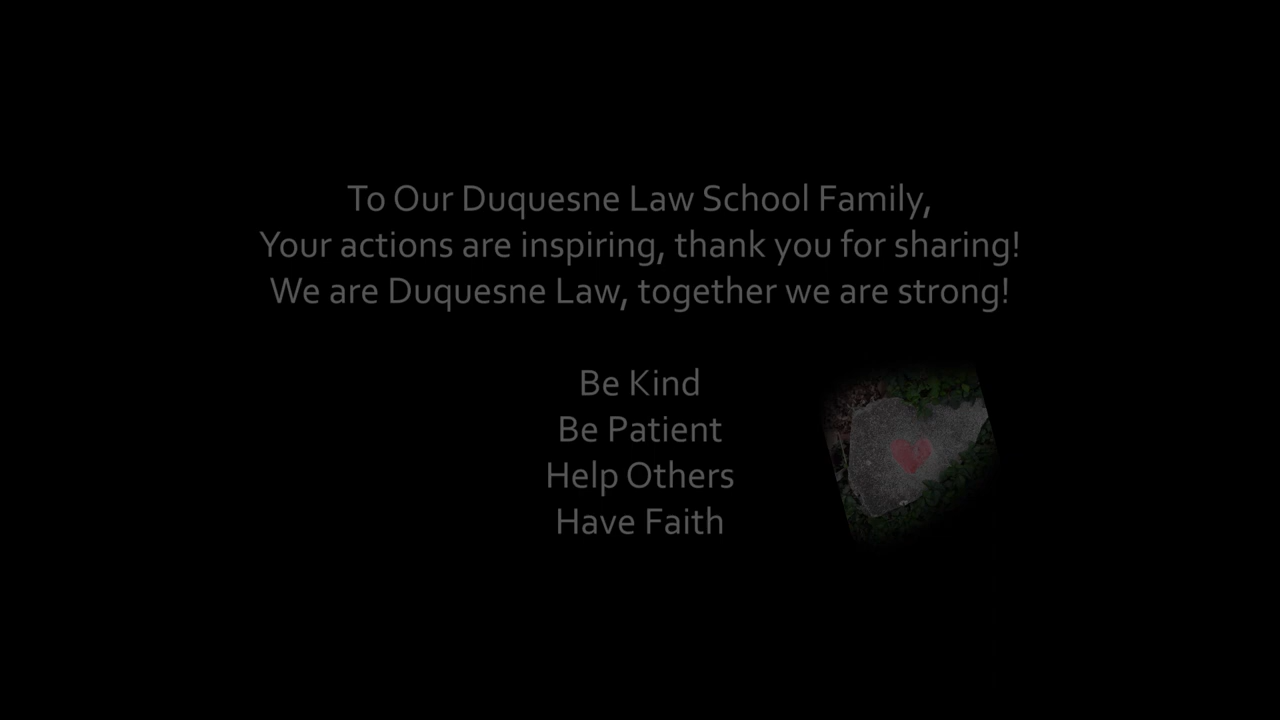 To Our Duquesne Law School Family,
Your actions are inspiring, thank you for sharing!
We are Duquesne Law, together we are strong!
Be Kind
Be Patient
Help Others
Have Faith